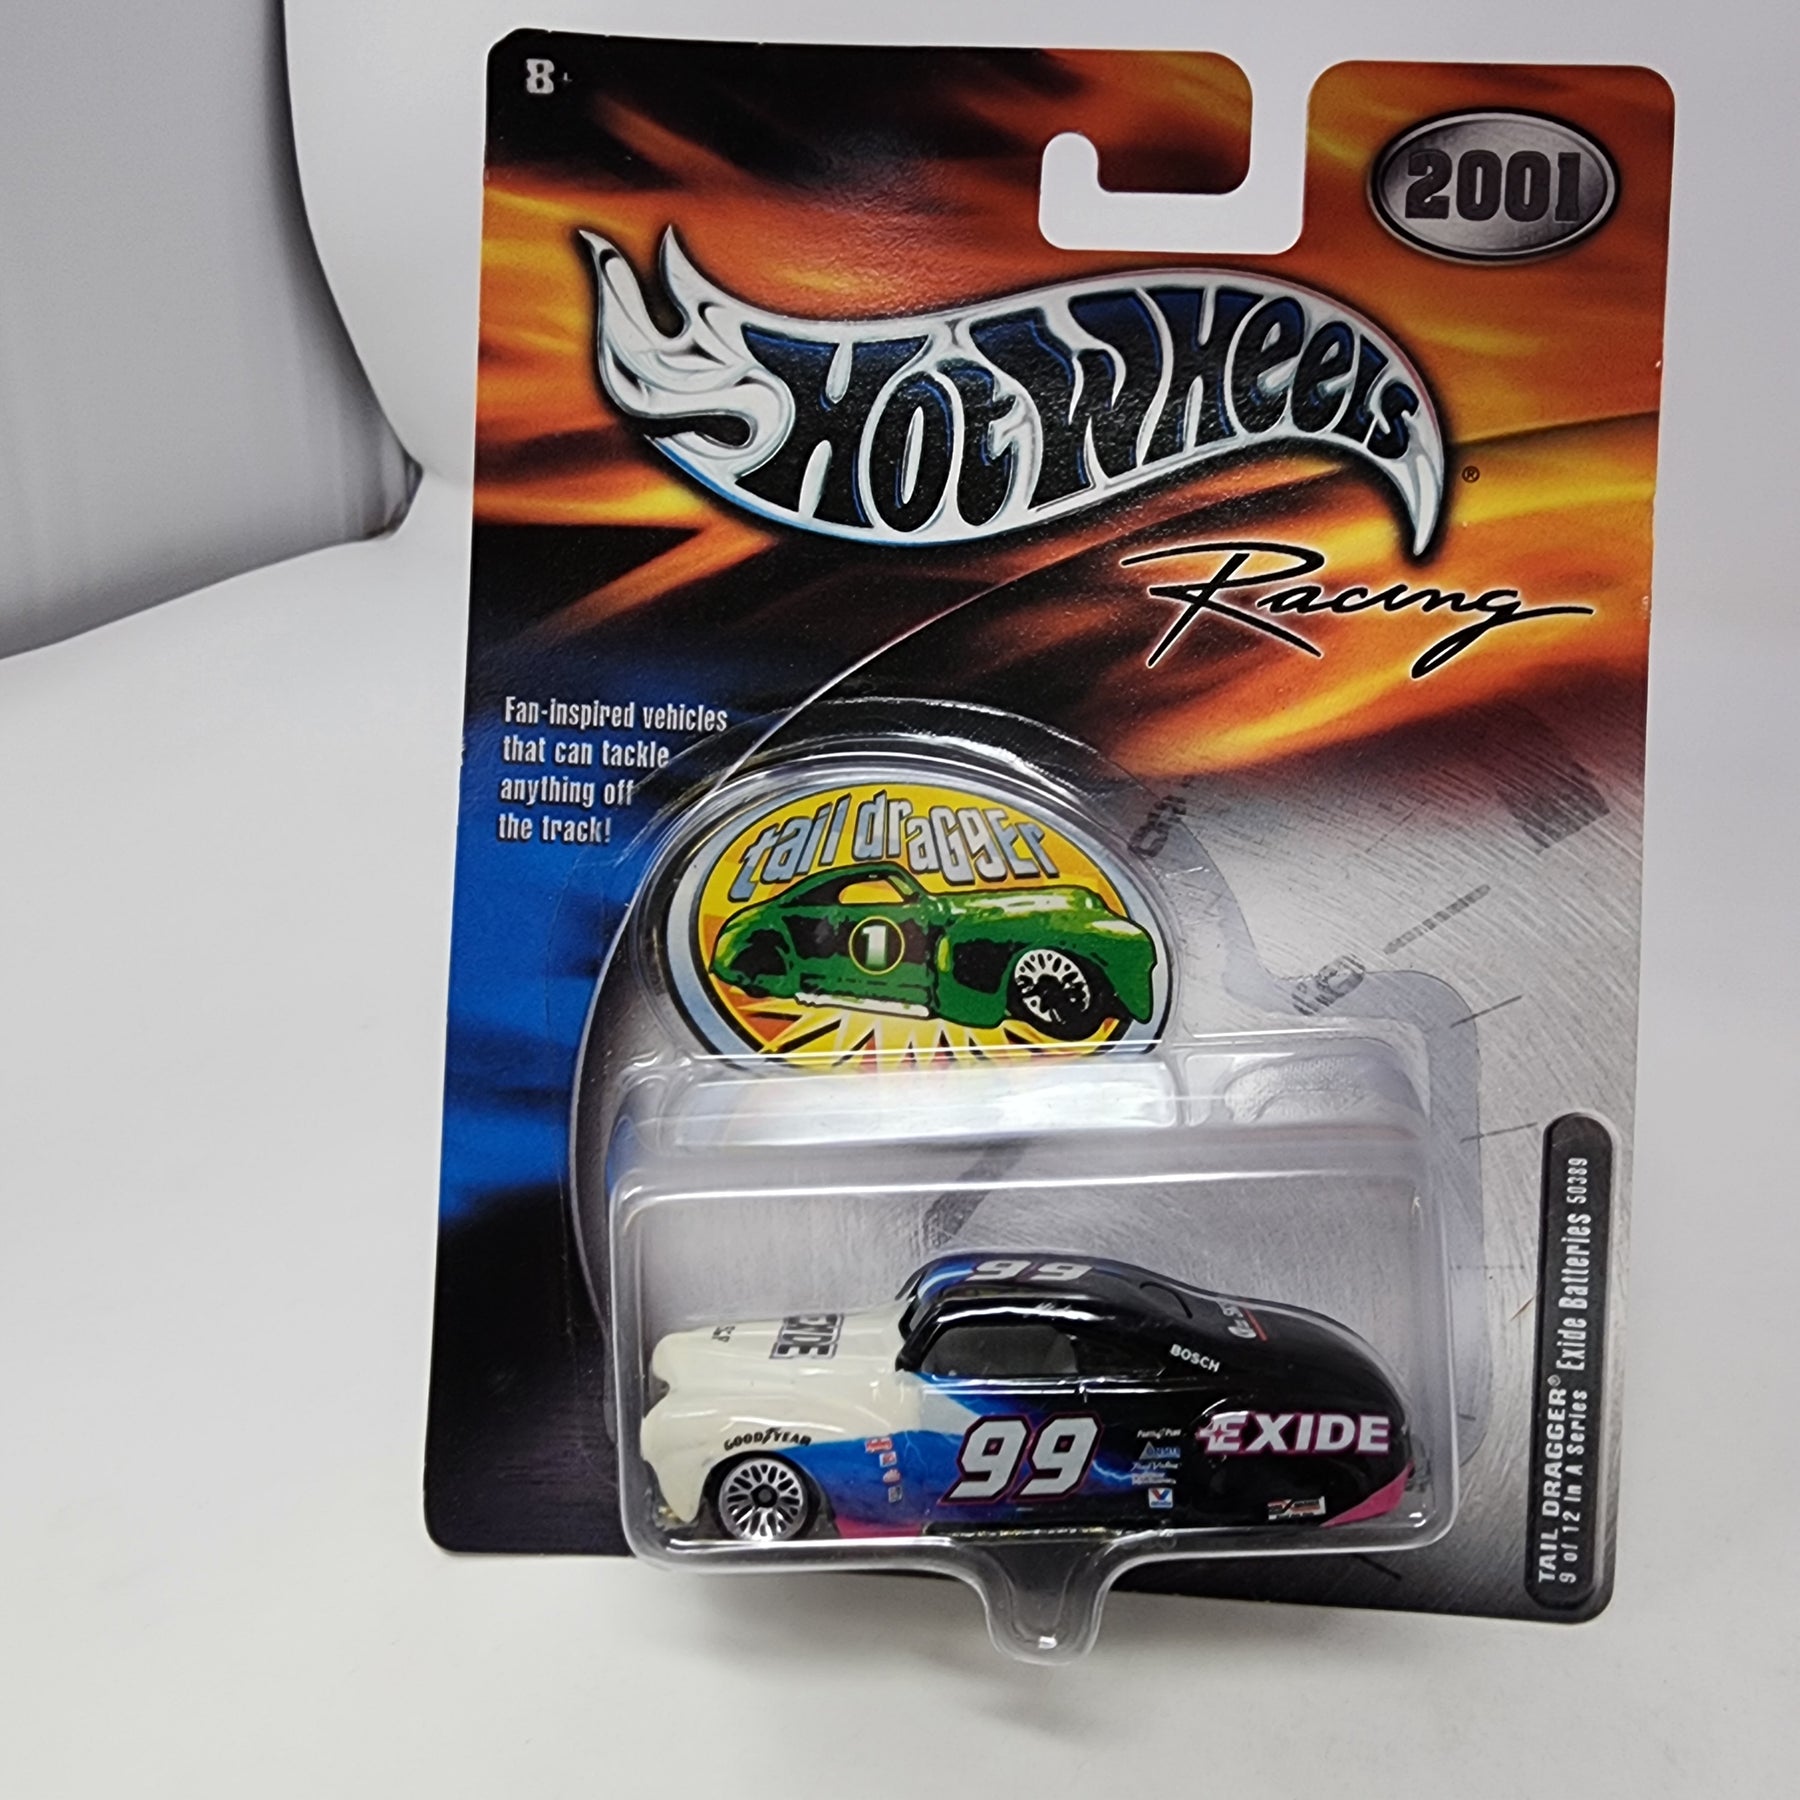 8+
2001
Hot Wheels®
Racing
Fan-inspired vehicles
that can tackle
anything off
the track!
tail dragger
1
TAIL DRAGGER® Exide Batteries 50389
9 of 12 In A Series
99
BOSCH
GOODYEAR
99
EXIDE